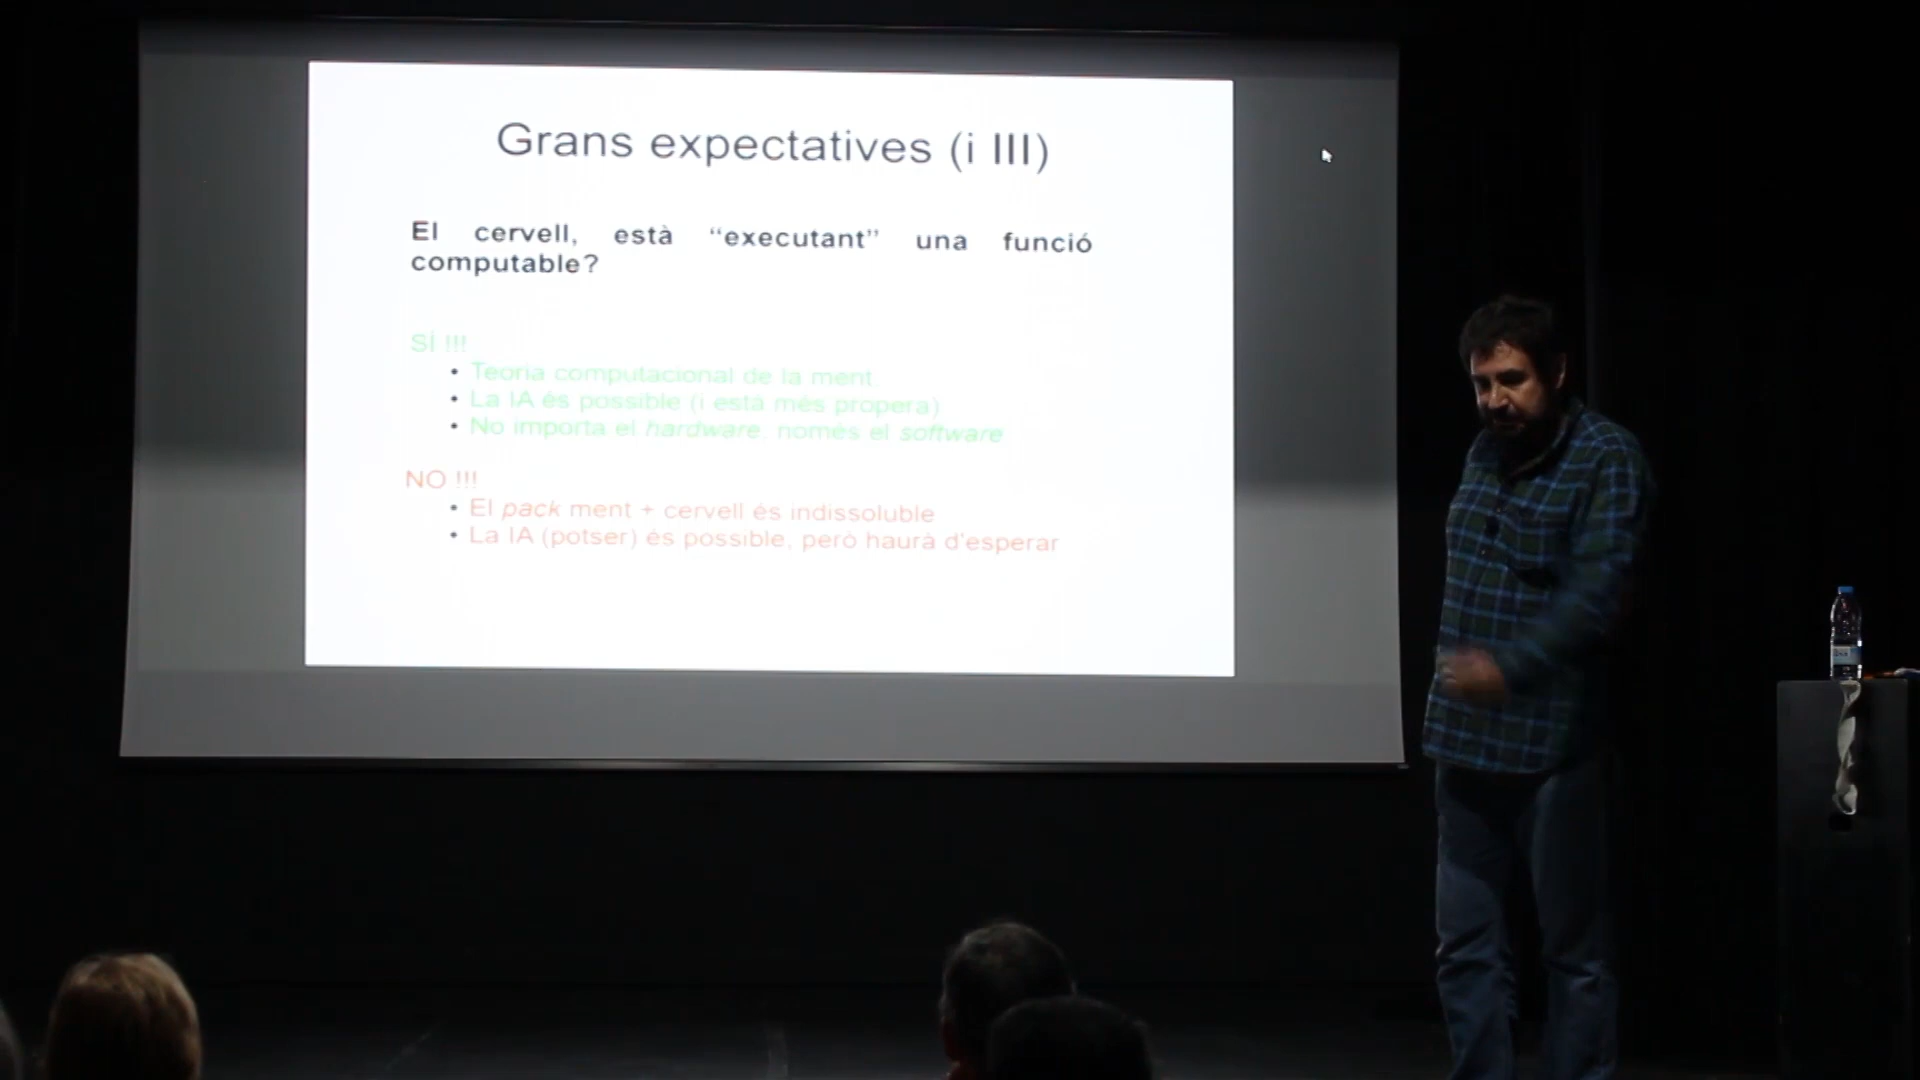 Grans expectatives (i III)
El cervell, està “executant” una funció
computable?
SÍ !!!
• Teoria computacional de la ment
• La IA és possible (i està més propera)
• No importa el hardware, només el software
NO !!!
• El pack ment + cervell és indissoluble
• La IA (potser) és possible, però haurà d'esperar